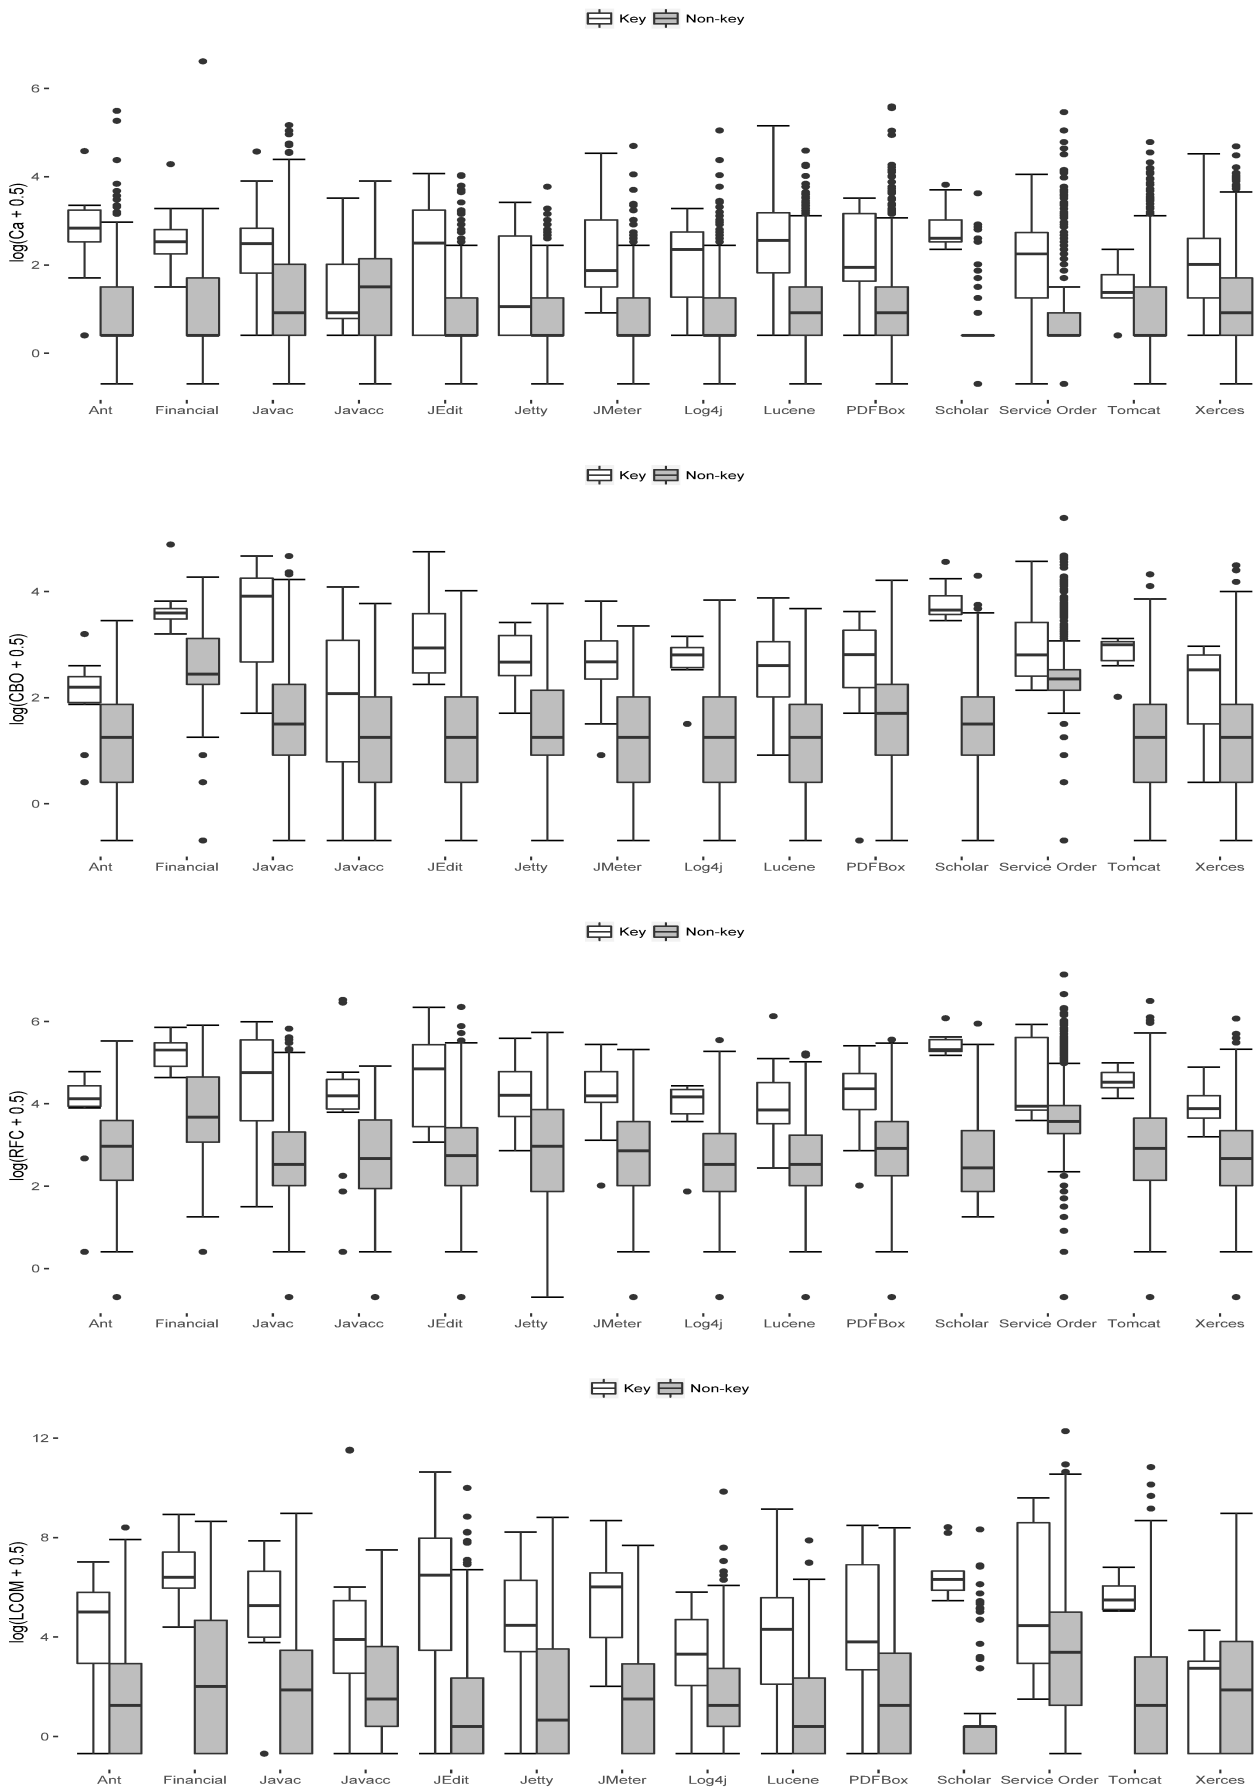 Key Non-key
6
4
2
0
log(Ca + 0.5)
Ant Financial Javac Javacc JEdit Jetty JMeter Log4j Lucene PDFBox Scholar Service Order Tomcat Xerces
Key Non-key
4
2
0
log(CBO + 0.5)
Ant Financial Javac Javacc JEdit Jetty JMeter Log4j Lucene PDFBox Scholar Service Order Tomcat Xerces
Key Non-key
6
4
2
0
log(RFC + 0.5)
Ant Financial Javac Javacc JEdit Jetty JMeter Log4j Lucene PDFBox Scholar Service Order Tomcat Xerces
Key Non-key
12
8
4
0
log(LCOM + 0.5)
Ant Financial Javac Javacc JEdit Jetty JMeter Log4j Lucene PDFBox Scholar Service Order Tomcat Xerces